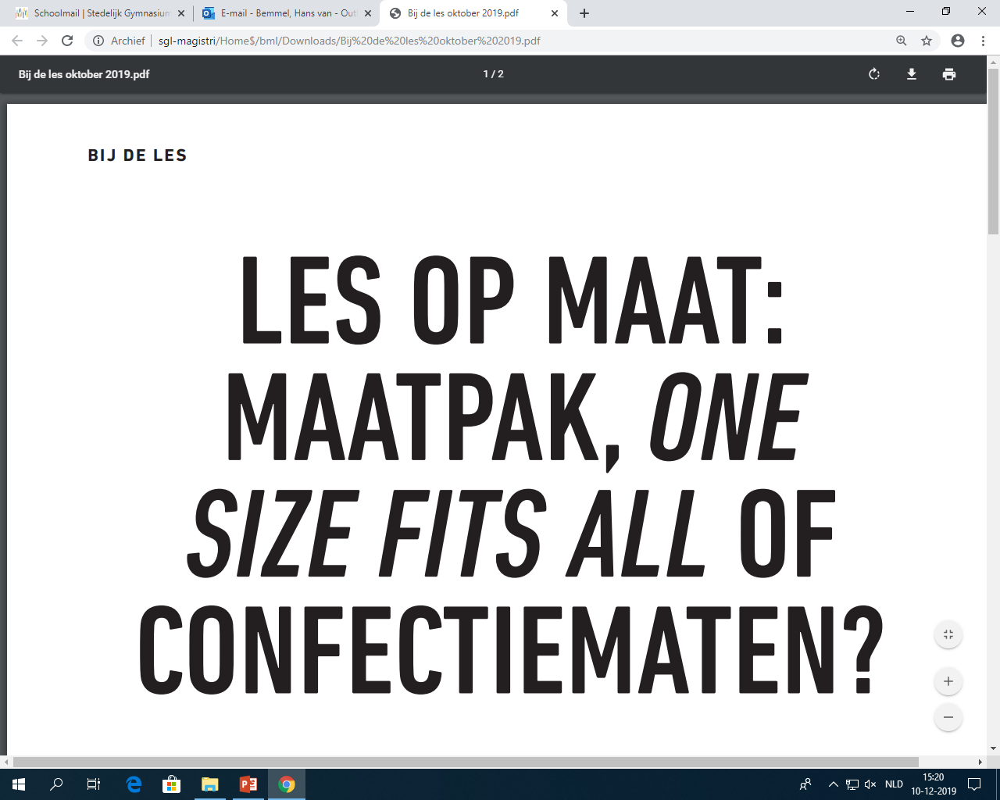 Schoolmail | Stedelijk Gymnasium
E-mail - Bemmel, Hans van - Out
Bij de les oktober 2019.pdf
Archief
sgl-magistri/Home$/bml/Downloads/Bij%20de%20les%20oktober%202019.pdf
Bij de les oktober 2019.pdf
1 / 2
BIJ DE LES
LES OP MAAT:
MAATPAK, ONE
SIZE FITS ALL OF
CONFECTIEMATEN?
NLD
15:20
10-12-2019